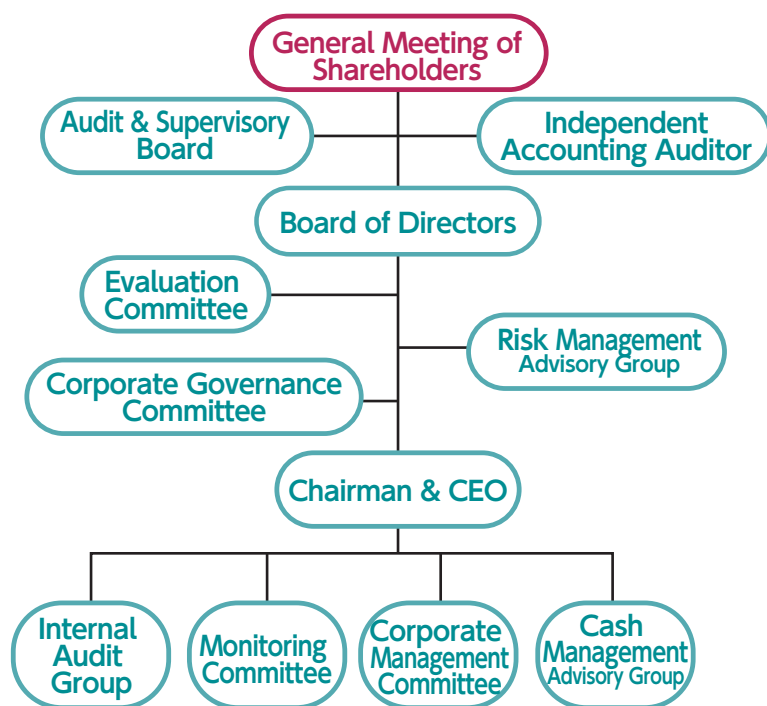 General Meeting of
Shareholders
Audit & Supervisory
Board
Independent
Accounting Auditor
Board of Directors
Evaluation
Committee
Risk Management
Advisory Group
Corporate Governance
Committee
Chairman & CEO
Internal
Audit
Group
Monitoring
Committee
Corporate
Management
Committee
Cash
Management
Advisory Group